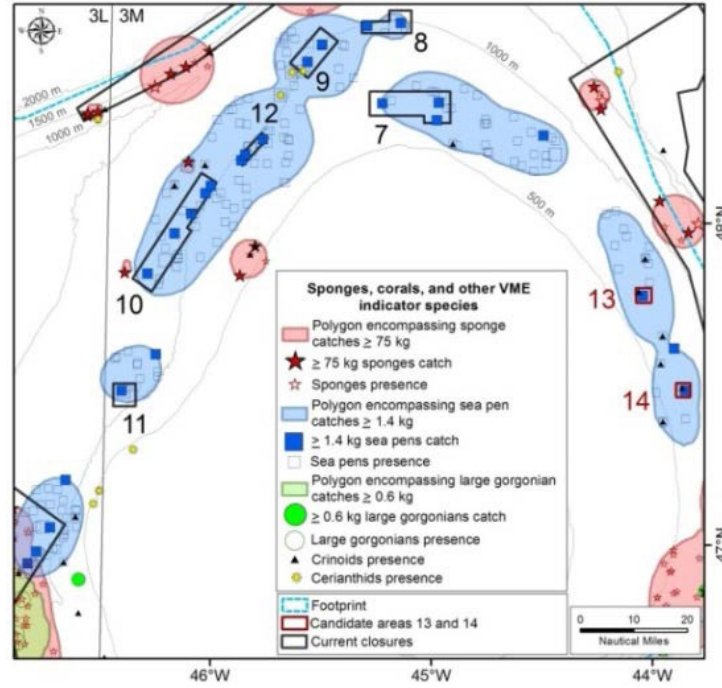 3L 3M
N
W E
S
2000 m
1500 m
1000 m
1000 m
500 m
8
9
12
7
10
11
13
14
48°N
47°N
Sponges, corals, and other VME
indicator species
Polygon encompassing sponge
catches ≥ 75 kg
≥ 75 kg sponges catch
Sponges presence
Polygon encompassing sea pen
catches ≥ 1.4 kg
≥ 1.4 kg sea pens catch
Sea pens presence
Polygon encompassing large gorgonian
catches ≥ 0.6 kg
≥ 0.6 kg large gorgonians catch
Large gorgonians presence
Crinoids presence
Cerianthids presence
Footprint
Candidate areas 13 and 14
Current closures
0 10 20
Nautical Miles
46°W 45°W 44°W